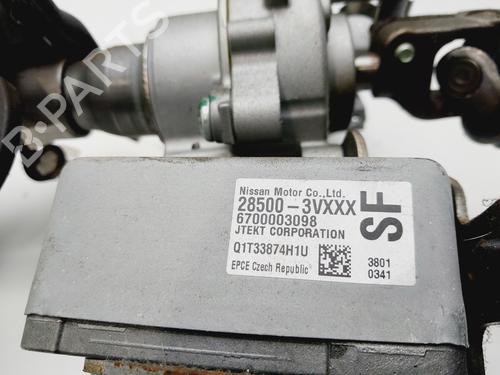 B-PARTS
Nissan Motor Co.,Ltd.
28500-3VXXX
6700003098
JTEKT CORPORATION
Q1T33874H1U
EPCE Czech Republic
SF
3801
0341